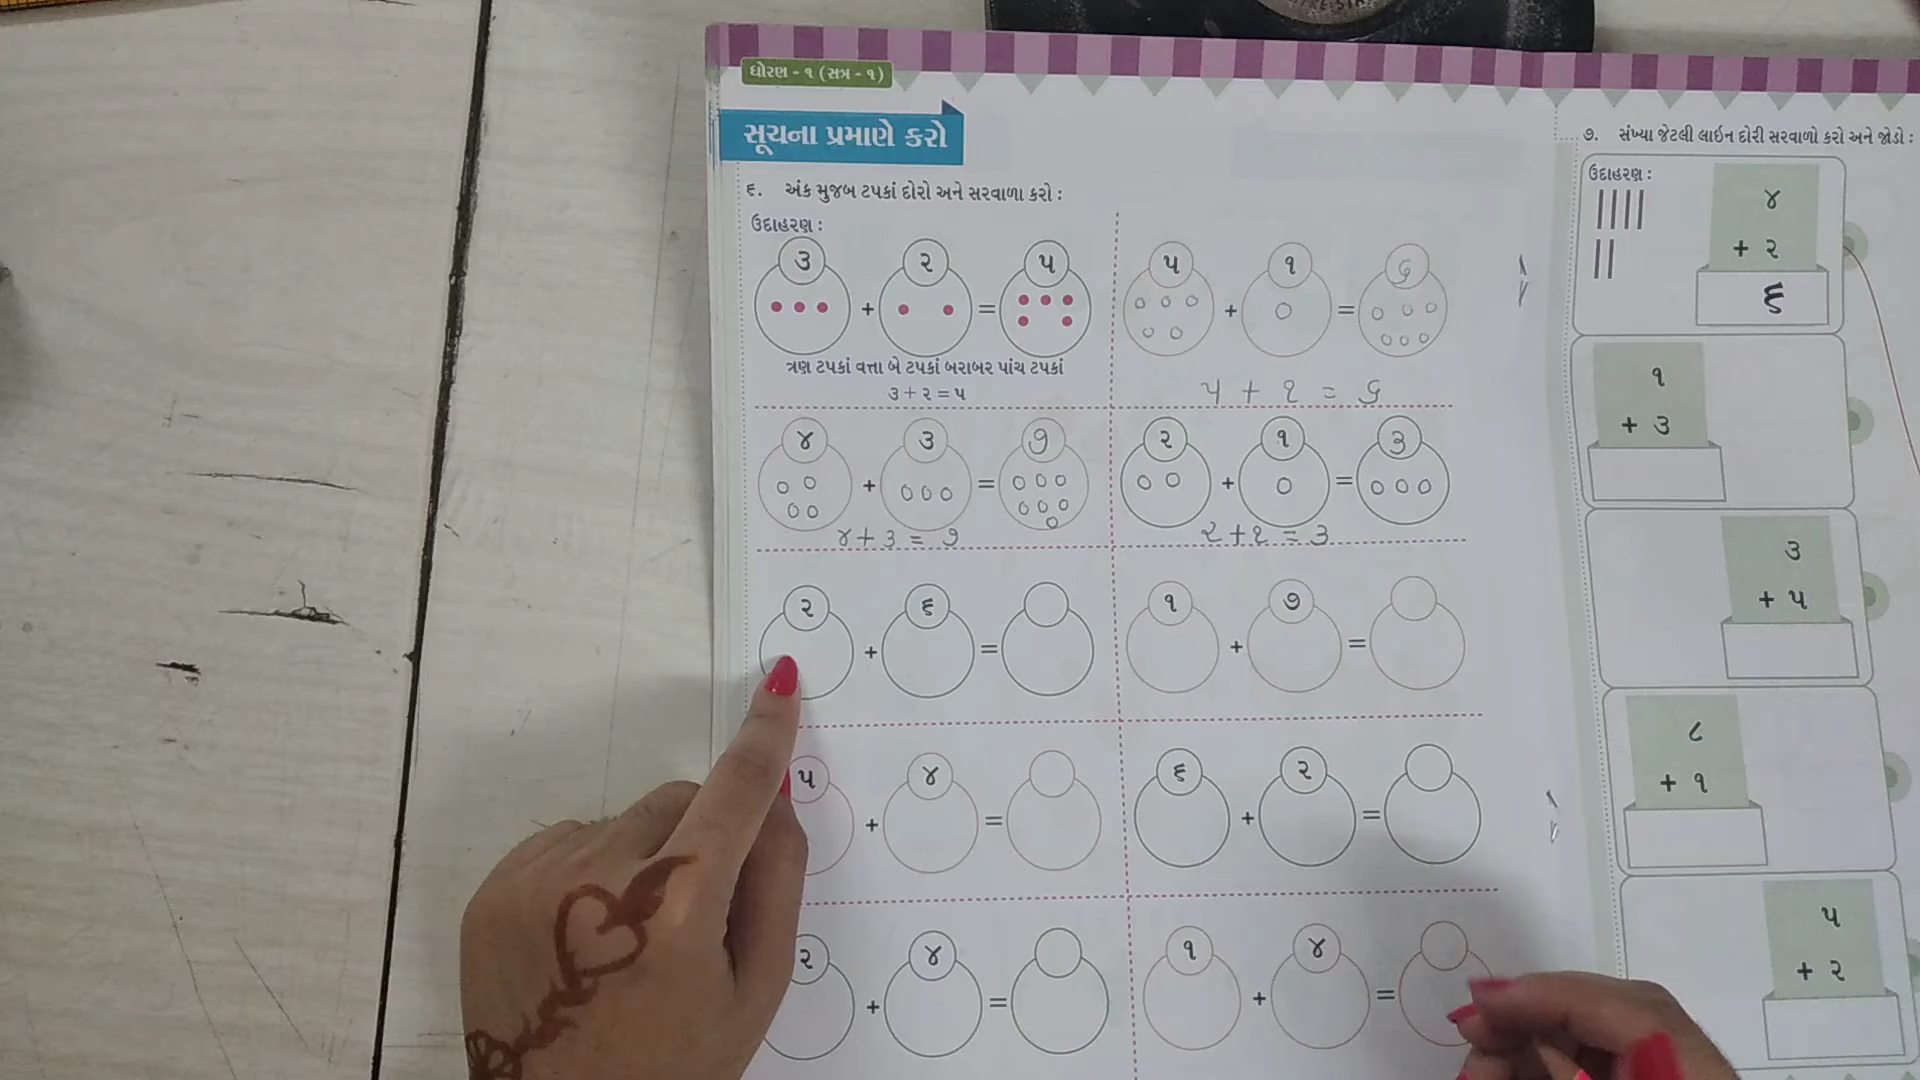 ધોરણ - ૧ (સત્ર - ૧)
સૂચના પ્રમાણે કરો
૬. અંક મુજબ ટપકાં દોરો અને સરવાળા કરો :
ઉદાહરણ :
૩ + ૨ = ૫
ત્રણ ટપકાં વત્તા બે ટપકાં બરાબર પાંચ ટપકાં
૩ + ૨ = ૫
૫ + ૧ = ૬
૫ + ૧ = ૬
૪ + ૩ = ૭
૪ + ૩ = ૭
૨ + ૧ = ૩
૨ + ૧ = ૩
૨ + ૬ =
૧ + ૭ =
૫ + ૪ =
૬ + ૨ =
૨ + ૪ =
૧ + ૪ =
૭. સંખ્યા જેટલી લાઈન દોરી સરવાળો કરો અને જોડો :
ઉદાહરણ :
૪
+ ૨
૬
૧
+ ૩
૩
+ ૫
૮
+ ૧
૫
+ ૨